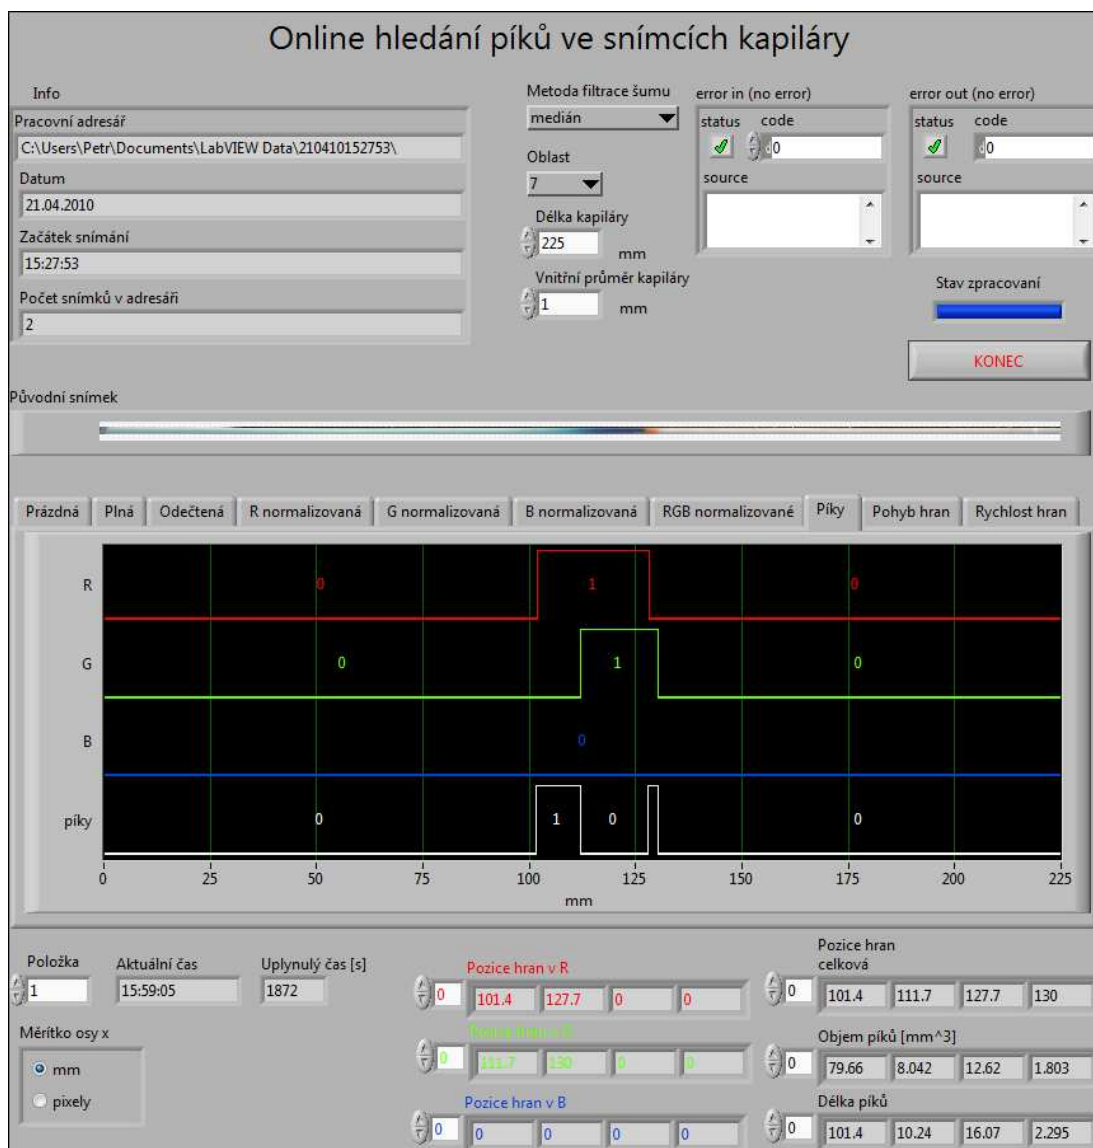 Online hledání píků ve snímcích kapiláry
Info
Pracovní adresář
C:\Users\Petr\Documents\LabVIEW Data\210410152753\
Datum
21.04.2010
Začátek snímání
15:27:53
Počet snímků v adresáři
2
Metoda filtrace šumu
medián
Oblast
7
Délka kapiláry
225 mm
Vnitřní průměr kapiláry
1 mm
error in (no error)
status code
0
source
error out (no error)
status code
0
source
Stav zpracovaní
KONEC
Původní snímek
Prázdná Plná Odečtená R normalizovaná G normalizovaná B normalizovaná RGB normalizované Píky Pohyb hran Rychlost hran
R 0 1 0
G 0 1 0
B 0
píky 0 1 0 0
0 25 50 75 100 125 150 175 200 225
mm
Položka
1
Aktuální čas
15:59:05
Uplynulý čas [s]
1872
Měřítko osy x
mm
pixely
Pozice hran v R
0 101.4 127.7 0 0
0 111.7 130 0 0
Pozice hran v B
0 0 0 0 0
Pozice hran
celková
0 101.4 111.7 127.7 130
Objem píků [mm^3]
0 79.66 8.042 12.62 1.803
Délka píků
0 101.4 10.24 16.07 2.295